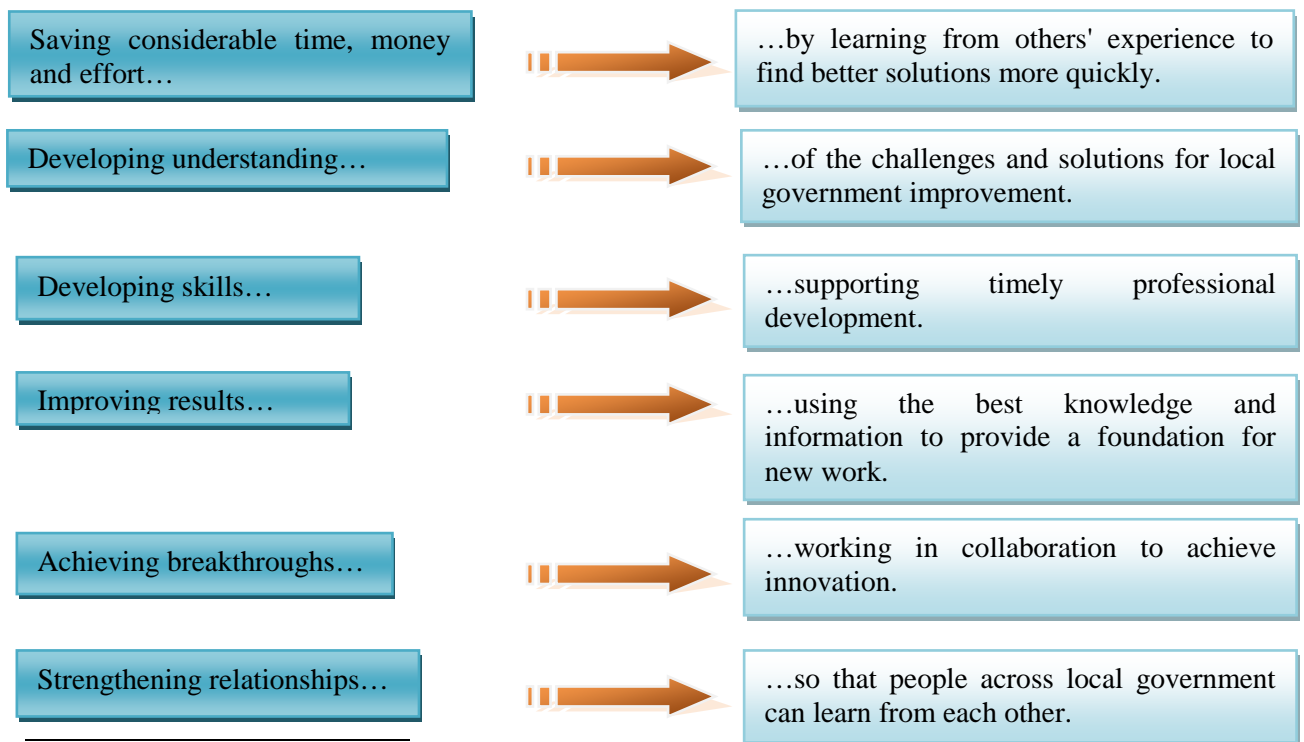 Saving considerable time, money
and effort…
…by learning from others' experience to
find better solutions more quickly.
Developing understanding…
…of the challenges and solutions for local
government improvement.
Developing skills…
…supporting timely professional
development.
Improving results…
…using the best knowledge and
information to provide a foundation for
new work.
Achieving breakthroughs…
…working in collaboration to achieve
innovation.
Strengthening relationships…
…so that people across local government
can learn from each other.